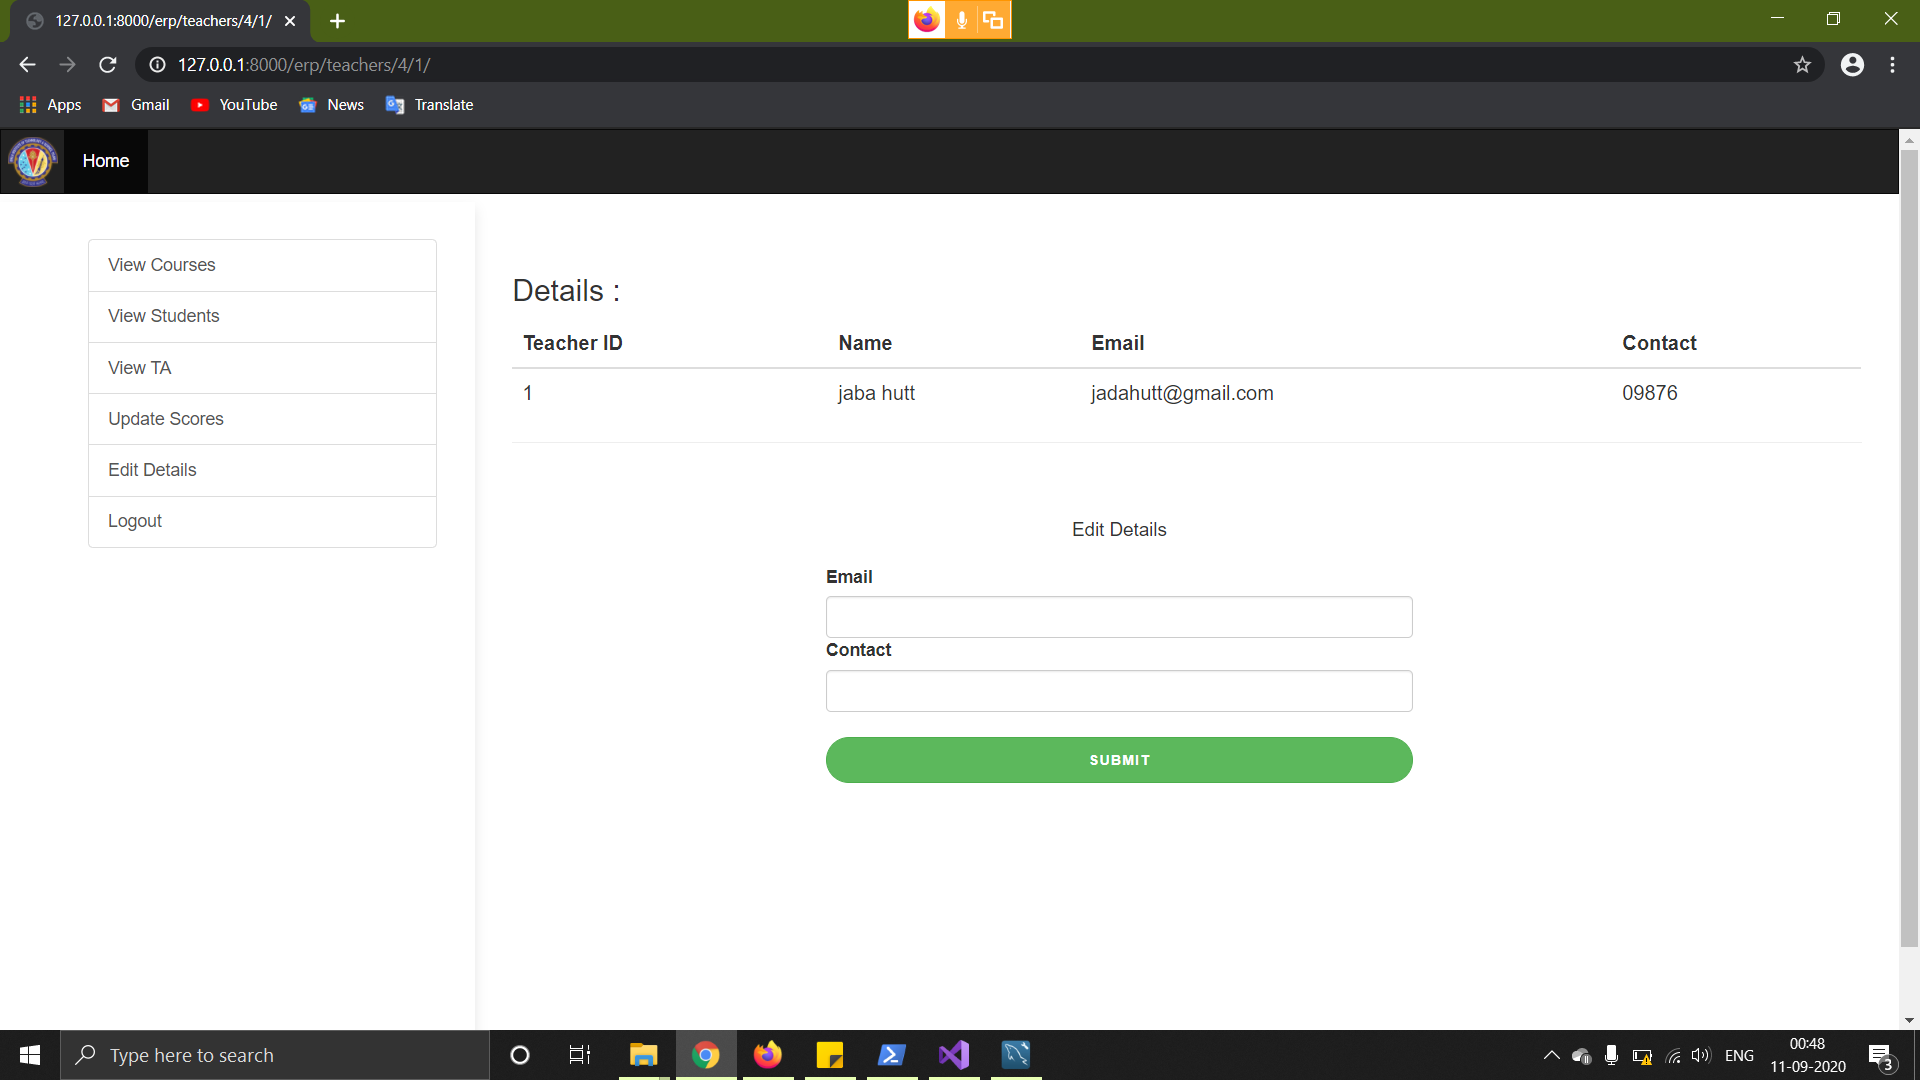 127.0.0.1:8000/erp/teachers/4/1/
127.0.0.1:8000/erp/teachers/4/1/
Apps Gmail YouTube News Translate
Home
View Courses
View Students
View TA
Update Scores
Edit Details
Logout
Details :
Teacher ID Name Email Contact
1 jaba hutt jadahutt@gmail.com 09876
Edit Details
Email
Contact
SUBMIT
Type here to search
ENG
00:48
11-09-2020
3